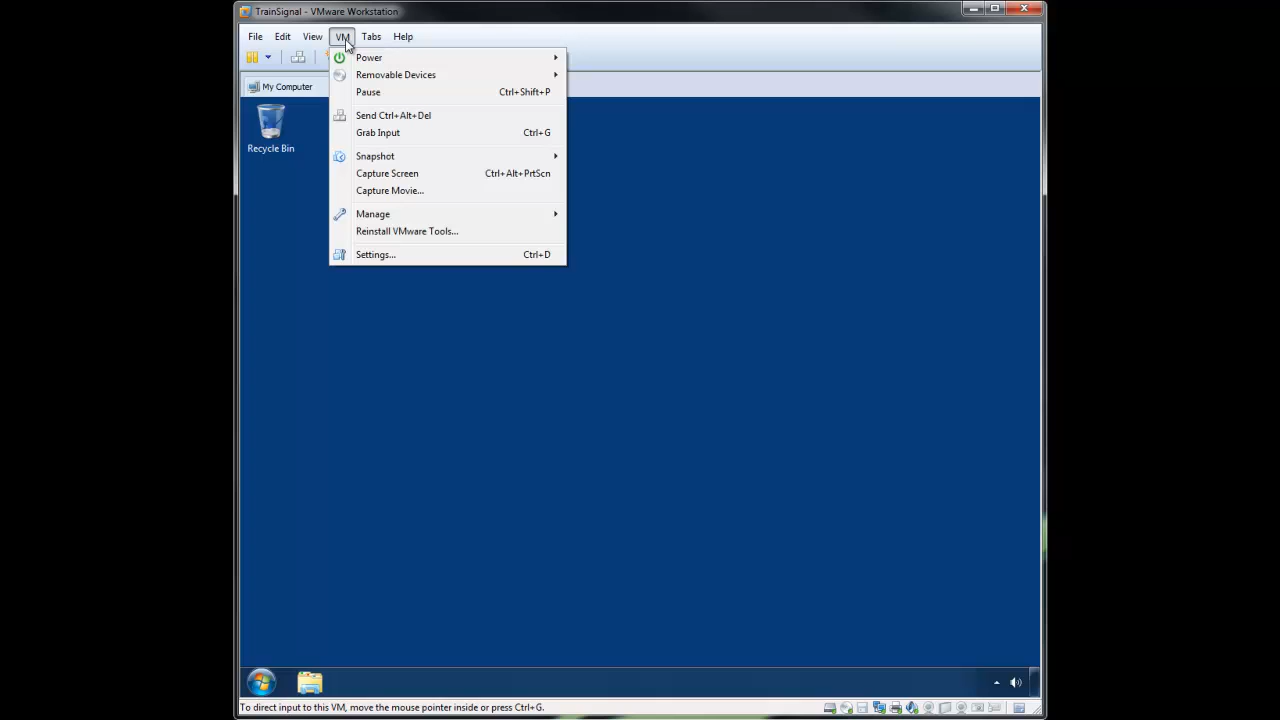 TrainSignal - VMware Workstation
File Edit View VM Tabs Help
Power
Removable Devices
Pause Ctrl+Shift+P
My Computer
Send Ctrl+Alt+Del
Grab Input Ctrl+G
Recycle Bin
Snapshot
Capture Screen Ctrl+Alt+PrtScn
Capture Movie...
Manage
Reinstall VMware Tools...
Settings... Ctrl+D
To direct input to this VM, move the mouse pointer inside or press Ctrl+G.